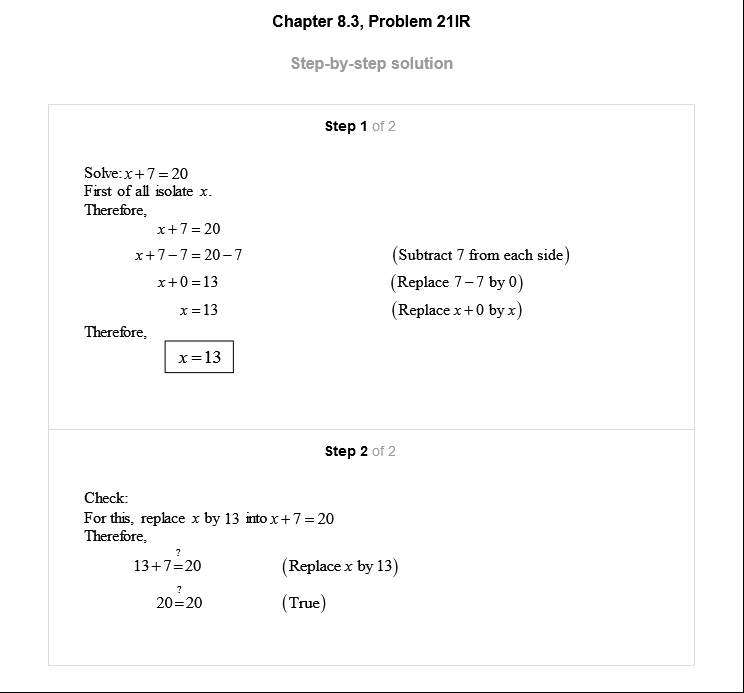 Chapter 8.3, Problem 21IR
Step-by-step solution
Step 1 of 2
Solve: x + 7 = 20
First of all isolate x.
Therefore,
x + 7 = 20
x + 7 − 7 = 20 − 7 (Subtract 7 from each side)
x + 0 = 13 (Replace 7 − 7 by 0)
x = 13 (Replace x + 0 by x)
Therefore,
x = 13
Step 2 of 2
Check:
For this, replace x by 13 into x + 7 = 20
Therefore,
?
13 + 7 = 20 (Replace x by 13)
?
20 = 20 (True)